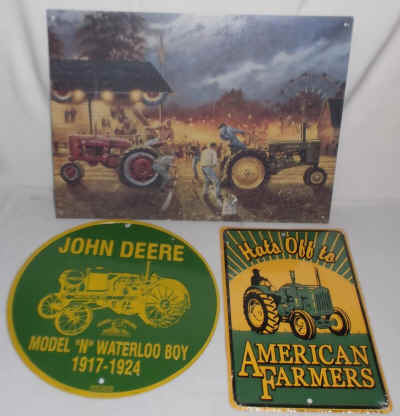 JOHN DEERE
MODEL "N" WATERLOO BOY
1917-1924
Hats Off to
AMERICAN
FARMERS